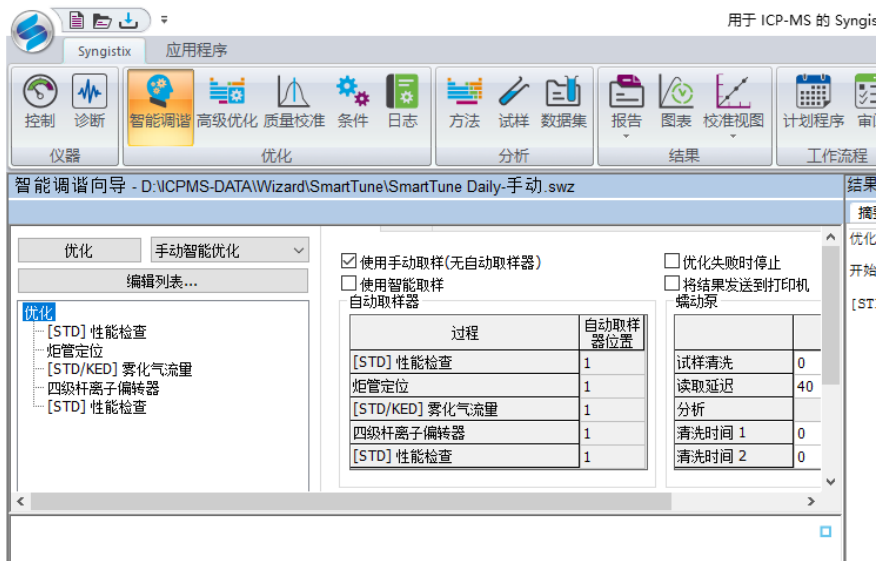 用于 ICP-MS 的 Syngis
Syngistix 应用程序
控制 诊断 智能调谐 高级优化 质量校准 条件 日志 方法 试样 数据集 报告 图表 校准视图 计划程序 审
仪器 优化 分析 结果 工作流程
智能调谐向导 - D:\ICPMS-DATA\Wizard\SmartTune\SmartTune Daily-手动.swz
结果
摘
优化
开始
[ST
优化 手动智能优化
编辑列表...
优化
[STD] 性能检查
炬管定位
[STD/KED] 雾化气流量
四级杆离子偏转器
[STD] 性能检查
使用手动取样(无自动取样器)
使用智能取样
优化失败时停止
将结果发送到打印机
自动取样器
过程 自动取样器位置
[STD] 性能检查 1
炬管定位 1
[STD/KED] 雾化气流量 1
四级杆离子偏转器 1
[STD] 性能检查 1
蠕动泵
试样清洗 0
读取延迟 40
分析
清洗时间 1 0
清洗时间 2 0